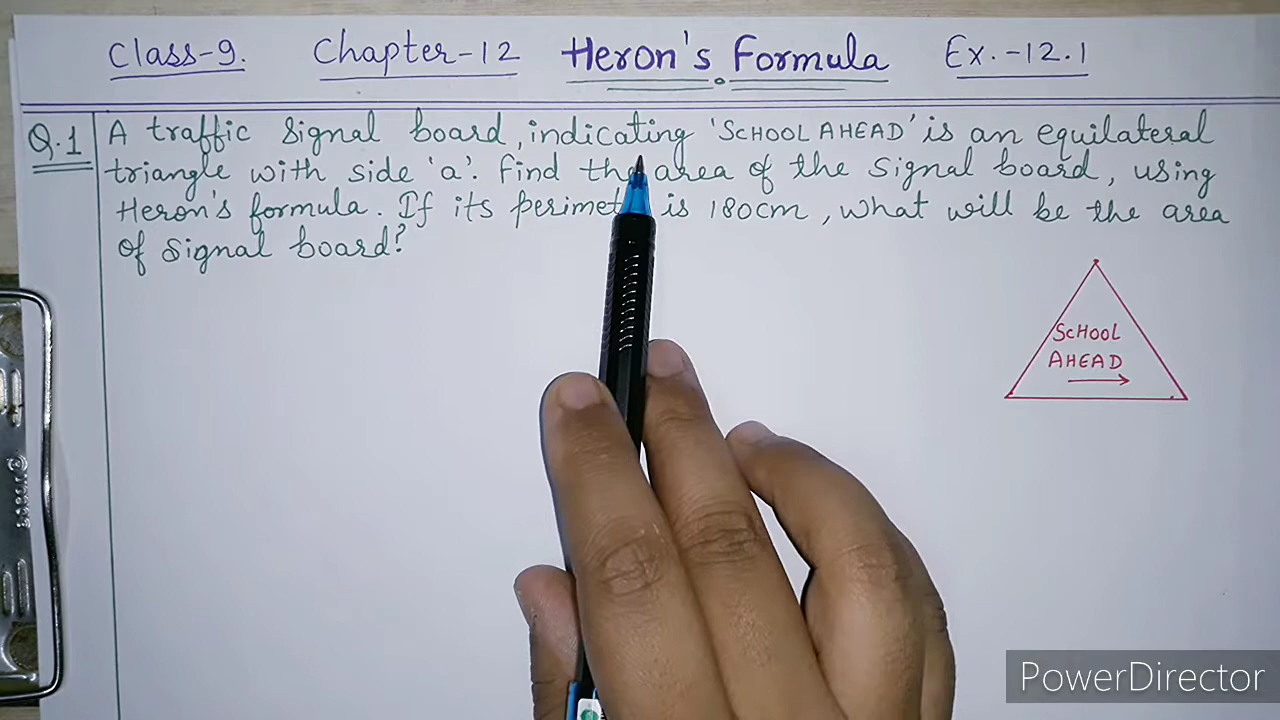 Class-9. Chapter-12 Heron's Formula Ex.-12.1
Q.1 A traffic signal board, indicating 'SCHOOL AHEAD' is an equilateral
triangle with side 'a'. Find the area of the signal board, using
Heron's formula. If its perimet is 180cm, what will be the area
of signal board?
SCHOOL
AHEAD
PowerDirector